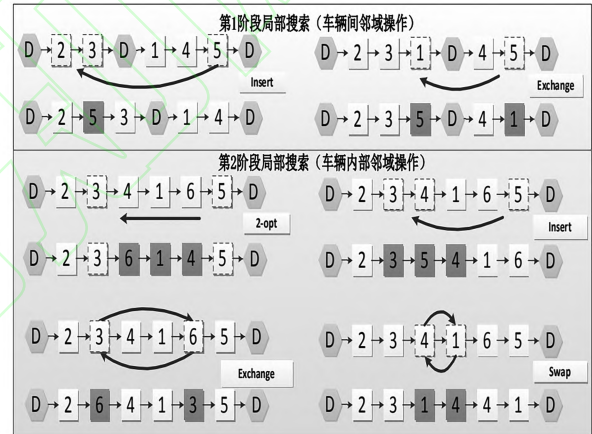 第1阶段局部搜索（车辆间邻域操作）
D 2 3 D 1 4 5 D
Insert
D 2 5 3 D 1 4 D
D 2 3 1 D 4 5 D
Exchange
D 2 3 5 D 4 1 D
第2阶段局部搜索（车辆内部邻域操作）
D 2 3 4 1 6 5 D
2-opt
D 2 3 6 1 4 5 D
D 2 3 4 1 6 5 D
Insert
D 2 3 5 4 1 6 D
D 2 3 4 1 6 5 D
Exchange
D 2 6 4 1 3 5 D
D 2 3 4 1 6 5 D
Swap
D 2 3 1 4 4 1 D